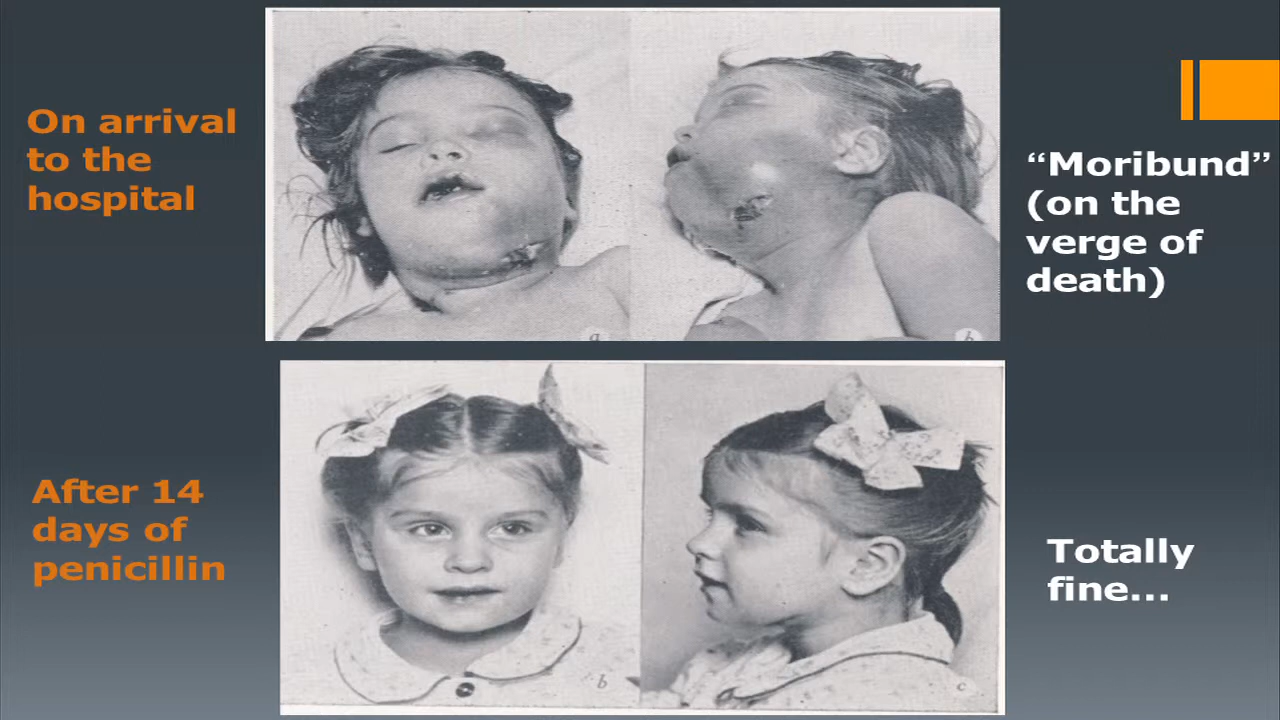 On arrival
to the
hospital
“Moribund”
(on the
verge of
death)
a
b
After 14
days of
penicillin
Totally
fine...
b
c